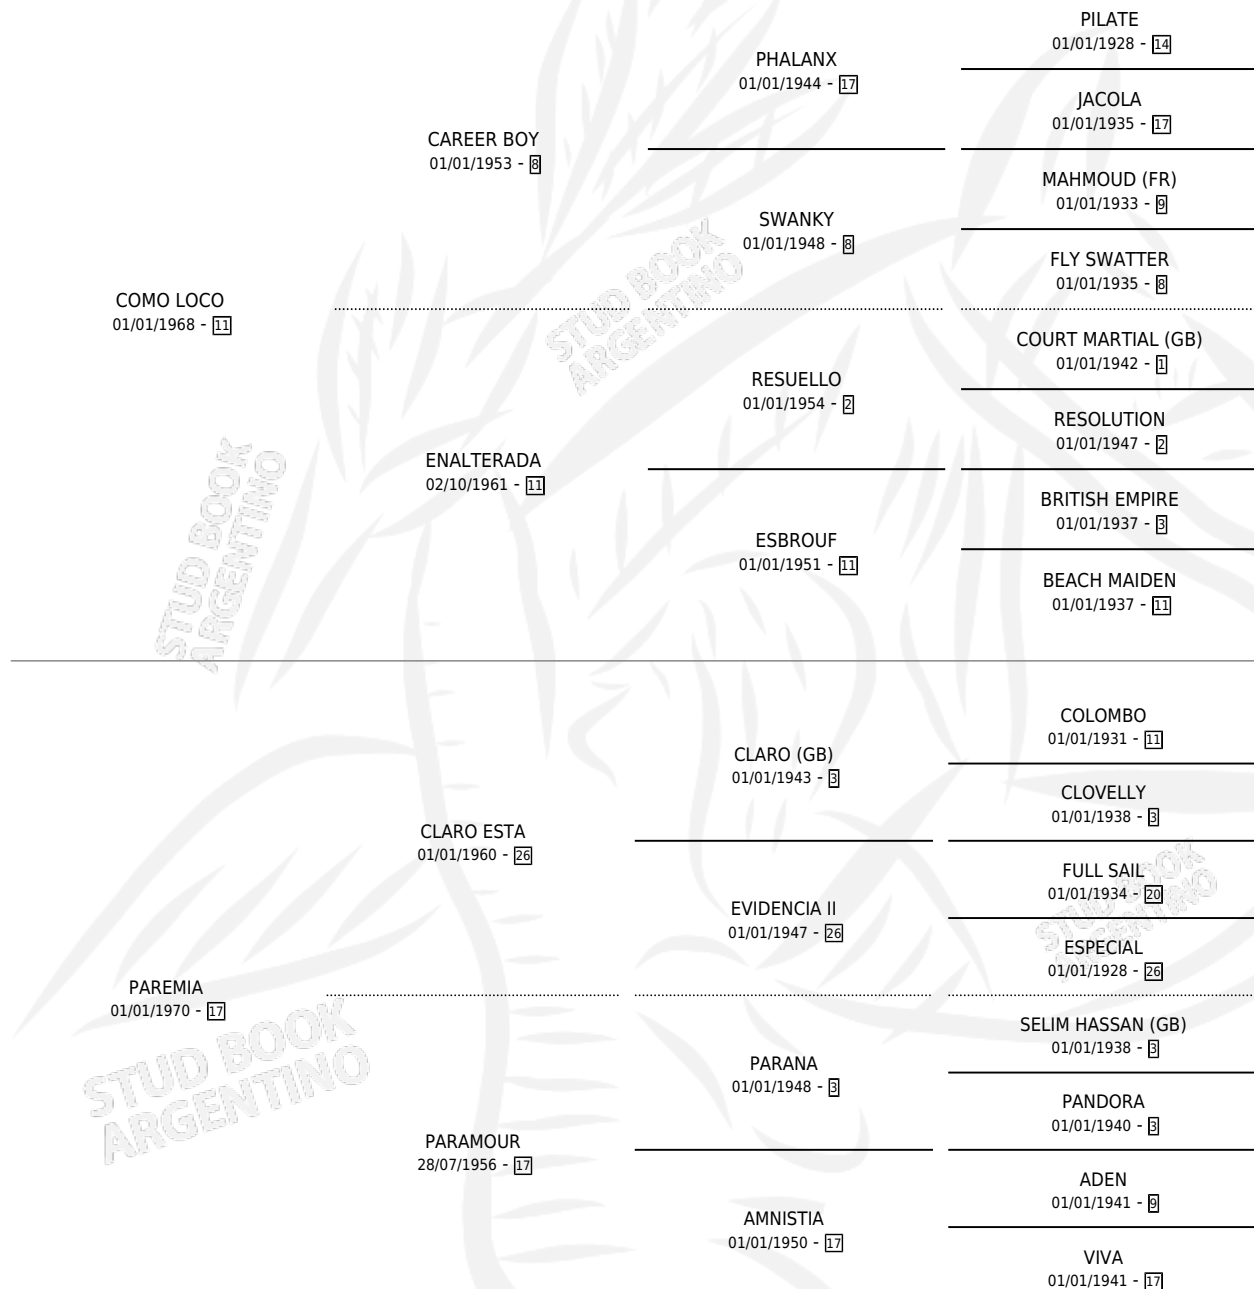 PILATE
01/01/1928 - 14
PHALANX
01/01/1944 - 17
JACOLA
01/01/1935 - 17
CAREER BOY
01/01/1953 - 8
MAHMOUD (FR)
01/01/1933 - 9
SWANKY
01/01/1948 - 8
FLY SWATTER
01/01/1935 - 8
COMO LOCO
01/01/1968 - 11
STUD BOOK
ARGENTINO
COURT MARTIAL (GB)
01/01/1942 - 1
RESUELLO
01/01/1954 - 2
RESOLUTION
01/01/1947 - 2
ENALTERADA
02/10/1961 - 11
BRITISH EMPIRE
01/01/1937 - 3
ESBROUF
01/01/1951 - 11
BEACH MAIDEN
01/01/1937 - 11
STUD BOOK
ARGENTINO
COLOMBO
01/01/1931 - 11
CLARO (GB)
01/01/1943 - 3
CLOVELLY
01/01/1938 - 3
CLARO ESTA
01/01/1960 - 26
FULL SAIL
01/01/1934 - 20
EVIDENCIA II
01/01/1947 - 26
STUD BOOK
ARGENTINO
ESPECIAL
01/01/1928 - 26
PAREMIA
01/01/1970 - 17
STUD BOOK
ARGENTINO
SELIM HASSAN (GB)
01/01/1938 - 3
PARANA
01/01/1948 - 3
PANDORA
01/01/1940 - 3
PARAMOUR
28/07/1956 - 17
ADEN
01/01/1941 - 9
AMNISTIA
01/01/1950 - 17
VIVA
01/01/1941 - 17